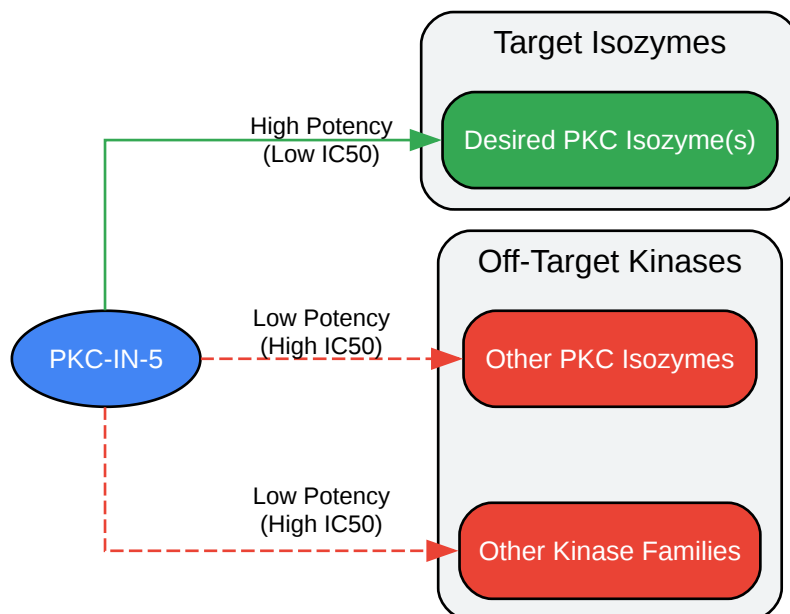 Target Isozymes
High Potency
(Low IC50)
Desired PKC Isozyme(s)
Off-Target Kinases
PKC-IN-5
Low Potency
(High IC50)
Other PKC Isozymes
Low Potency
(High IC50)
Other Kinase Families